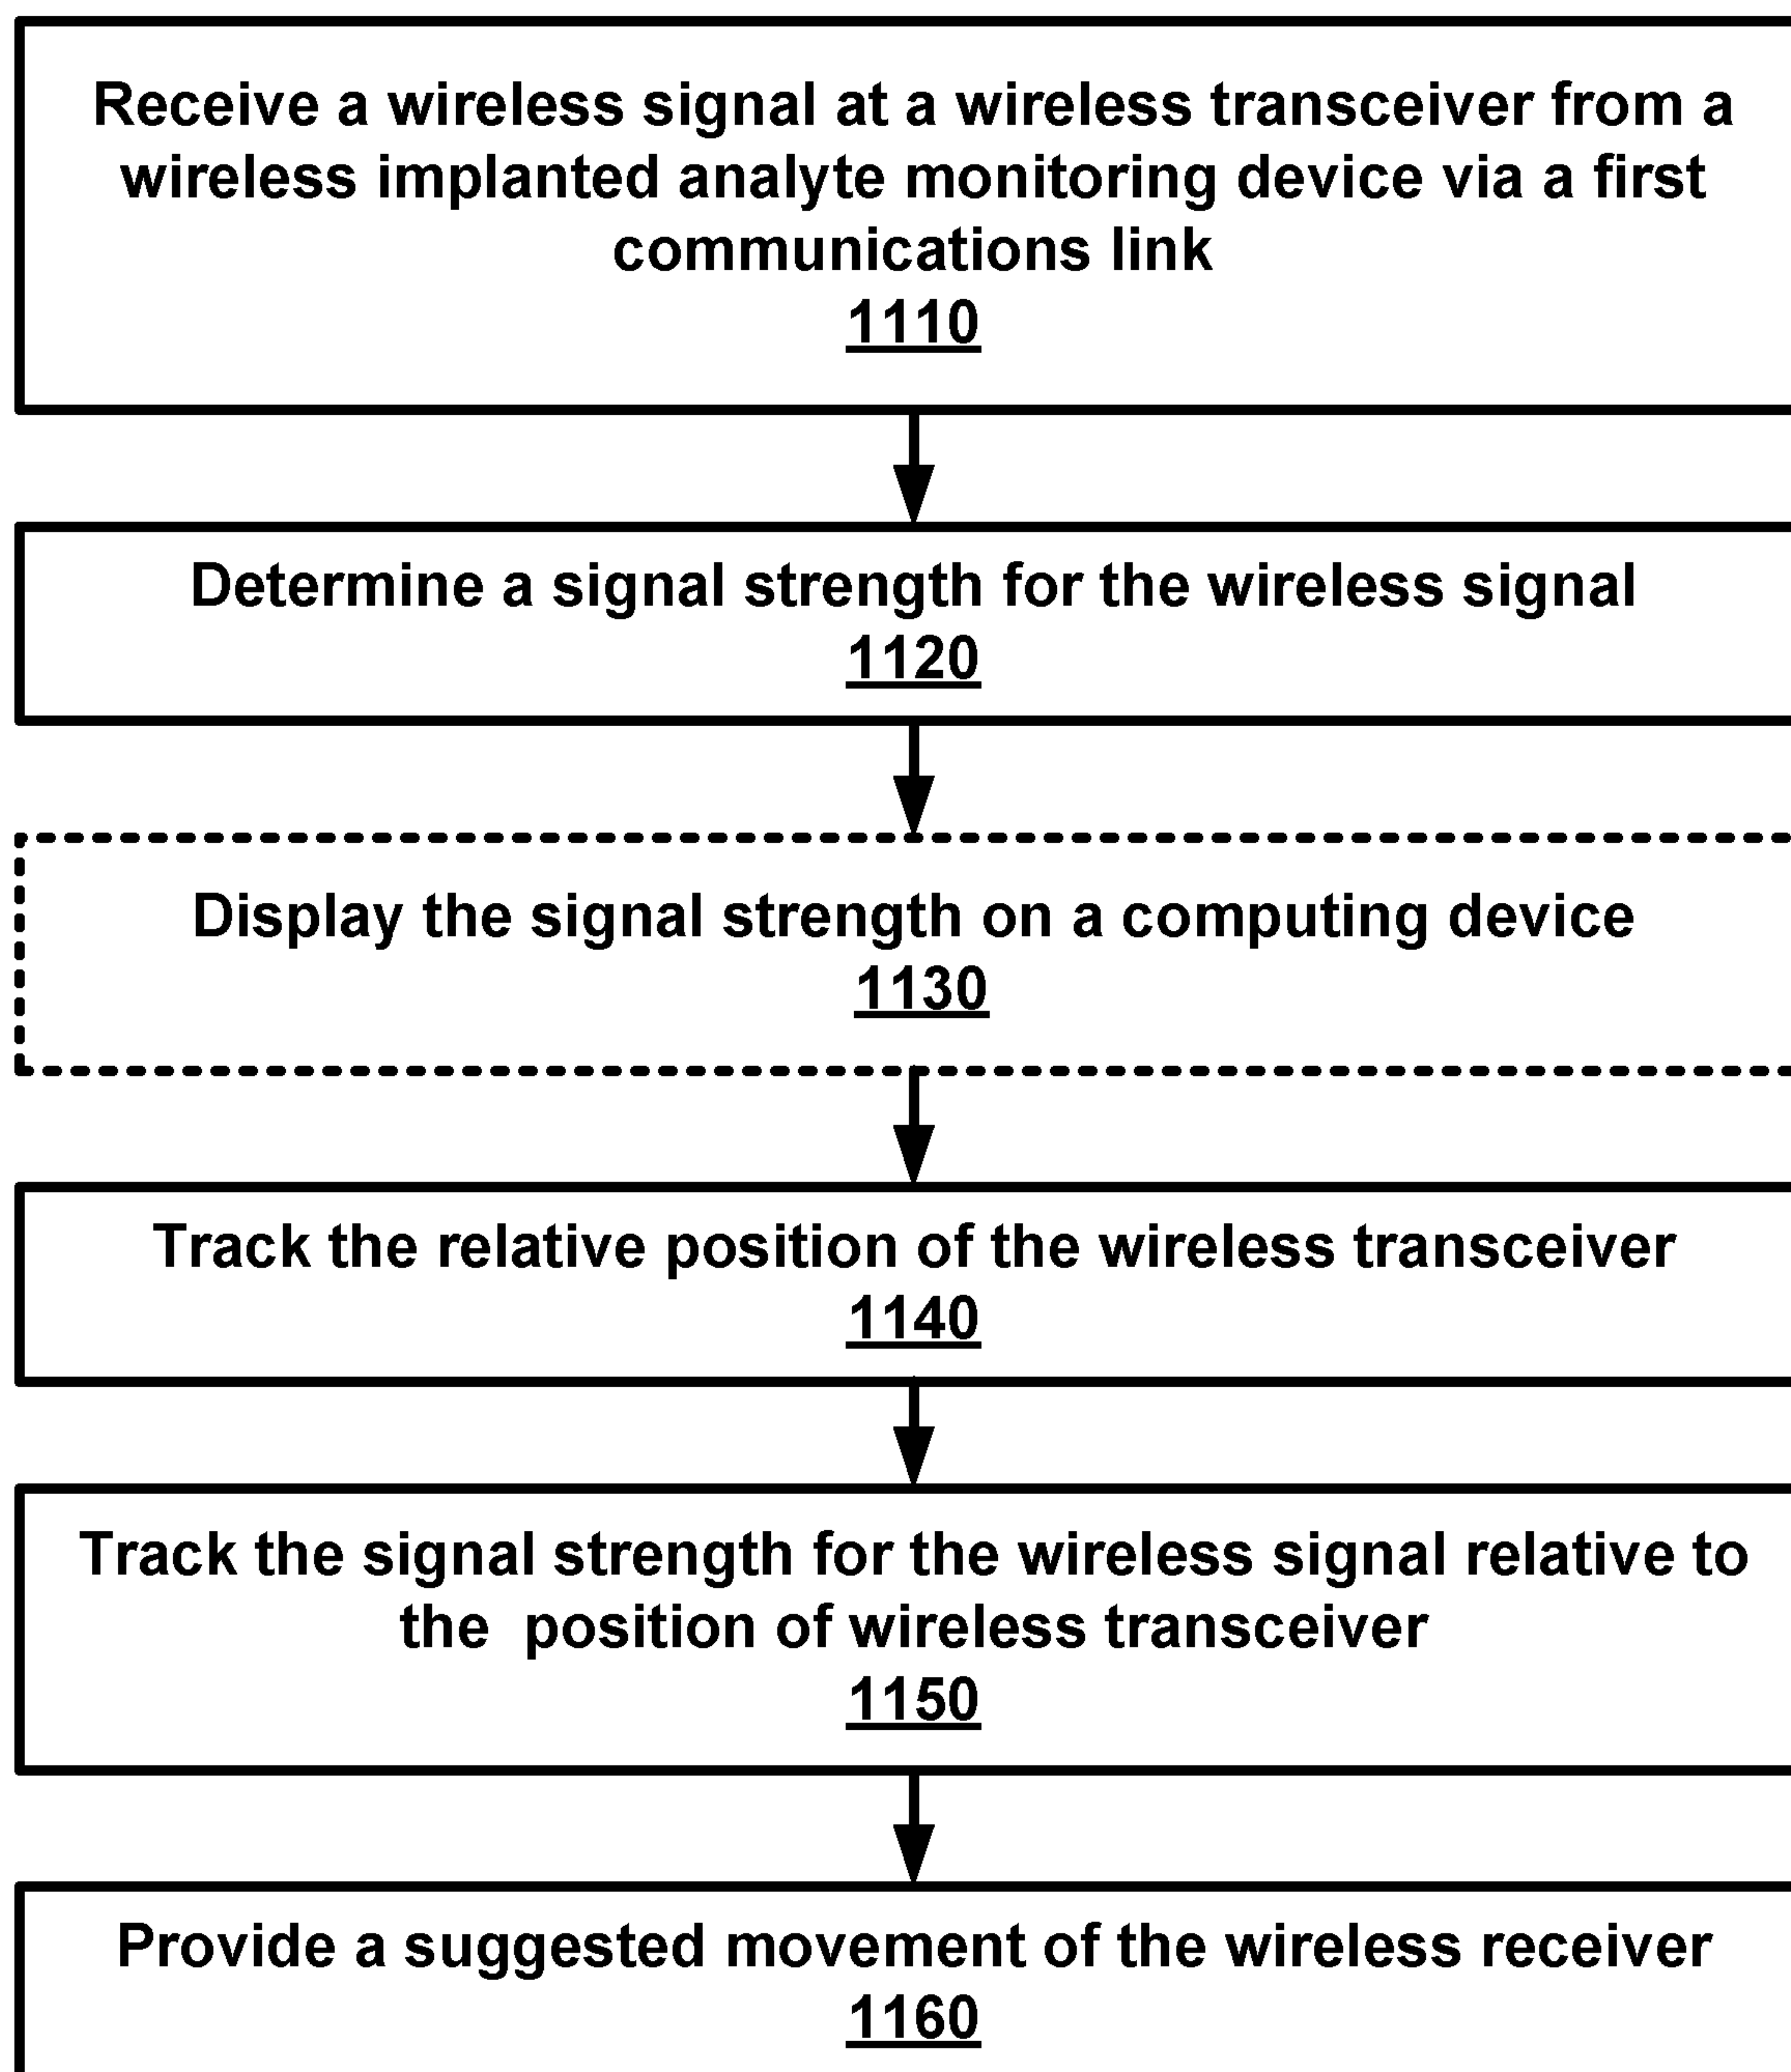 Receive a wireless signal at a wireless transceiver from a
wireless implanted analyte monitoring device via a first
communications link
1110
Determine a signal strength for the wireless signal
1120
Display the signal strength on a computing device
1130
Track the relative position of the wireless transceiver
1140
Track the signal strength for the wireless signal relative to
the  position of wireless transceiver
1150
Provide a suggested movement of the wireless receiver
1160